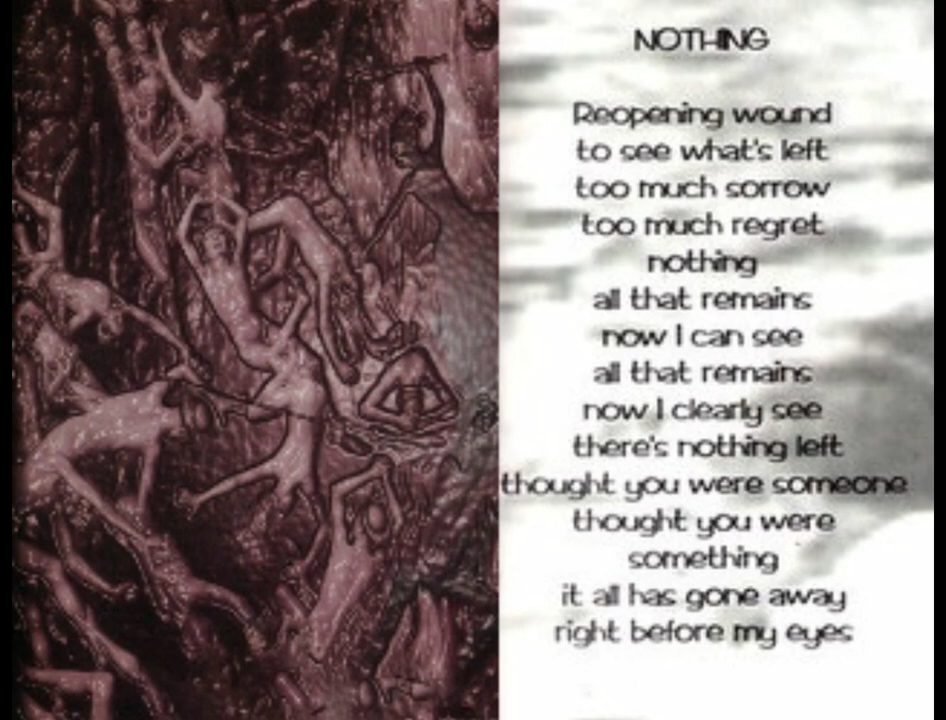 NOTHING
Reopening wound
to see what's left
too much sorrow
too much regret
nothing
all that remains
now I can see
all that remains
now I clearly see
there's nothing left
thought you were someone
thought you were
something
it all has gone away
right before my eyes